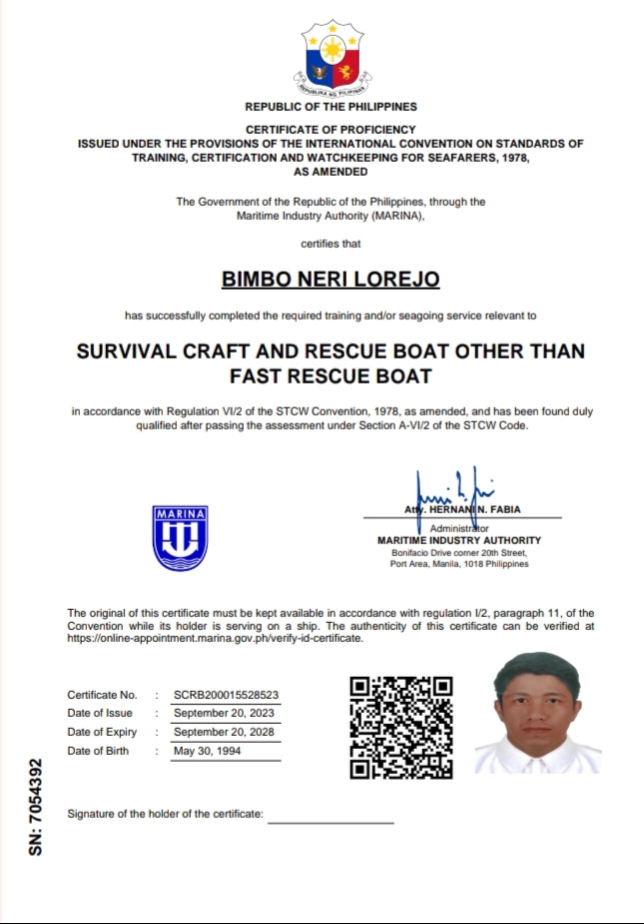 REPUBLIKA NG PILIPINAS
REPUBLIC OF THE PHILIPPINES
CERTIFICATE OF PROFICIENCY
ISSUED UNDER THE PROVISIONS OF THE INTERNATIONAL CONVENTION ON STANDARDS OF
TRAINING, CERTIFICATION AND WATCHKEEPING FOR SEAFARERS, 1978,
AS AMENDED
The Government of the Republic of the Philippines, through the
Maritime Industry Authority (MARINA),
certifies that
BIMBO NERI LOREJO
has successfully completed the required training and/or seagoing service relevant to
SURVIVAL CRAFT AND RESCUE BOAT OTHER THAN
FAST RESCUE BOAT
in accordance with Regulation VI/2 of the STCW Convention, 1978, as amended, and has been found duly
qualified after passing the assessment under Section A-VI/2 of the STCW Code.
MARINA
Atty. HERNANI N. FABIA
Administrator
MARITIME INDUSTRY AUTHORITY
Bonifacio Drive corner 20th Street,
Port Area, Manila, 1018 Philippines
The original of this certificate must be kept available in accordance with regulation I/2, paragraph 11, of the
Convention while its holder is serving on a ship. The authenticity of this certificate can be verified at
https://online-appointment.marina.gov.ph/verify-id-certificate.
Certificate No. : SCRB200015528523
Date of Issue : September 20, 2023
Date of Expiry : September 20, 2028
Date of Birth : May 30, 1994
SN: 7054392
Signature of the holder of the certificate: